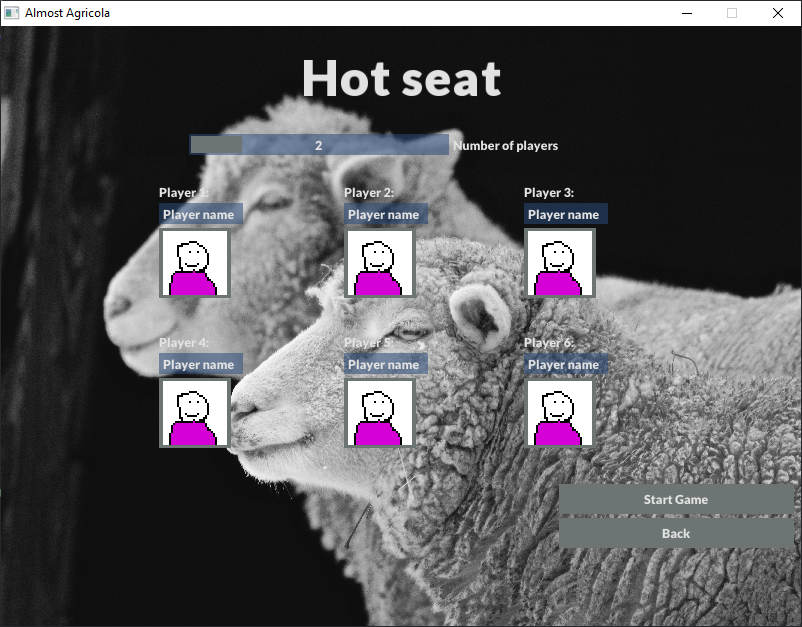 Almost Agricola
Hot seat
2 Number of players
Player 1: Player 2: Player 3:
Player name Player name Player name
Player 4: Player 5: Player 6:
Player name Player name Player name
Start Game
Back